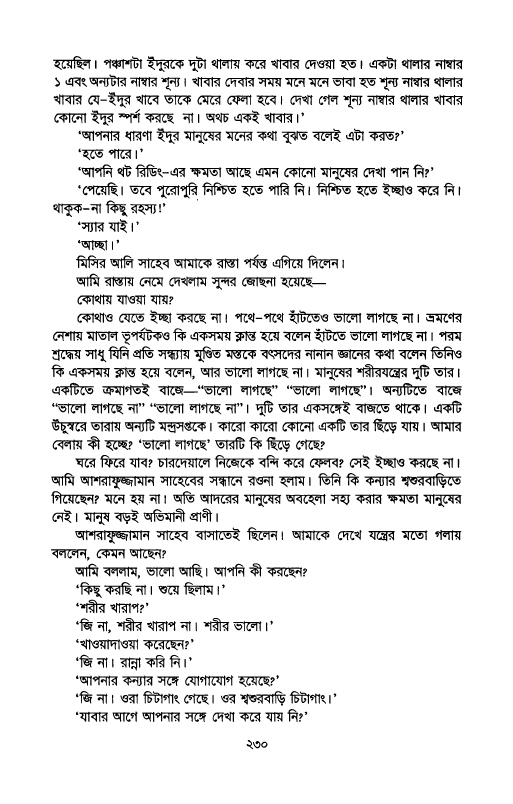 হয়েছিল। পঞ্চাশটা ইঁদুরকে দুটা থালায় করে খাবার দেওয়া হত। একটা থালার নাম্বার
১ এবং অন্যটার নাম্বার শূন্য। খাবার দেবার সময় মনে মনে ভাবা হত শূন্য নাম্বার থালার
খাবার যে–ইঁদুর খাবে তাকে মেরে ফেলা হবে। দেখা গেল শূন্য নাম্বার থালার খাবার
কোনো ইঁদুর স্পর্শ করছে না। অথচ একই খাবার।’
‘আপনার ধারণা ইঁদুর মানুষের মনের কথা বুঝত বলেই এটা করত?’
‘হতে পারে।’
‘আপনি থট রিডিং–এর ক্ষমতা আছে এমন কোনো মানুষের দেখা পান নি?’
‘পেয়েছি। তবে পুরোপুরি নিশ্চিত হতে পারি নি। নিশ্চিত হতে ইচ্ছাও করে নি।
থাকুক–না কিছু রহস্য!’
‘স্যার যাই।’
‘আচ্ছা।’
মিসির আলি সাহেব আমাকে রাস্তা পর্যন্ত এগিয়ে দিলেন।
আমি রাস্তায় নেমে দেখলাম সুন্দর জোছনা হয়েছে—
কোথায় যাওয়া যায়?
কোথাও যেতে ইচ্ছা করছে না। পথে–পথে হাঁটতেও ভালো লাগছে না। ভ্রমণের
নেশায় মাতাল ভূপর্যটকও কি একসময় ক্লান্ত হয়ে বলেন হাঁটতে ভালো লাগছে না। পরম
শ্রদ্ধেয় সাধু যিনি প্রতি সন্ধ্যায় মুণ্ডিত মস্তকে বৎসদের নানান জ্ঞানের কথা বলেন তিনিও
কি একসময় ক্লান্ত হয়ে বলেন, আর ভালো লাগছে না। মানুষের শরীরযন্ত্রের দুটি তার।
একটিতে ক্রমাগতই বাজে—“ভালো লাগছে” “ভালো লাগছে”। অন্যটিতে বাজে
“ভালো লাগছে না” “ভালো লাগছে না”। দুটি তার একসঙ্গেই বাজতে থাকে। একটি
উঁচুস্বরে তারায় অন্যটি মন্দ্রসপ্তকে। কারো কারো কোনো একটি তার ছিঁড়ে যায়। আমার
বেলায় কী হচ্ছে? ‘ভালো লাগছে’ তারটি কি ছিঁড়ে গেছে?
ঘরে ফিরে যাব? চারদেয়ালে নিজেকে বন্দি করে ফেলব? সেই ইচ্ছাও করছে না।
আমি আশরাফুজ্জামান সাহেবের সন্ধানে রওনা হলাম। তিনি কি কন্যার শ্বশুরবাড়িতে
গিয়েছেন? মনে হয় না। অতি আদরের মানুষের অবহেলা সহ্য করার ক্ষমতা মানুষের
নেই। মানুষ বড়ই অভিমানী প্রাণী।
আশরাফুজ্জামান সাহেব বাসাতেই ছিলেন। আমাকে দেখে যন্ত্রের মতো গলায়
বললেন, কেমন আছেন?
আমি বললাম, ভালো আছি। আপনি কী করছেন?
‘কিছু করছি না। শুয়ে ছিলাম।’
‘শরীর খারাপ?’
‘জি না, শরীর খারাপ না। শরীর ভালো।’
‘খাওয়াদাওয়া করেছেন?’
‘জি না। রান্না করি নি।’
‘আপনার কন্যার সঙ্গে যোগাযোগ হয়েছে?’
‘জি না। ওরা চিটাগাং গেছে। ওর শ্বশুরবাড়ি চিটাগাং।’
‘যাবার আগে আপনার সঙ্গে দেখা করে যায় নি?’
২৩০